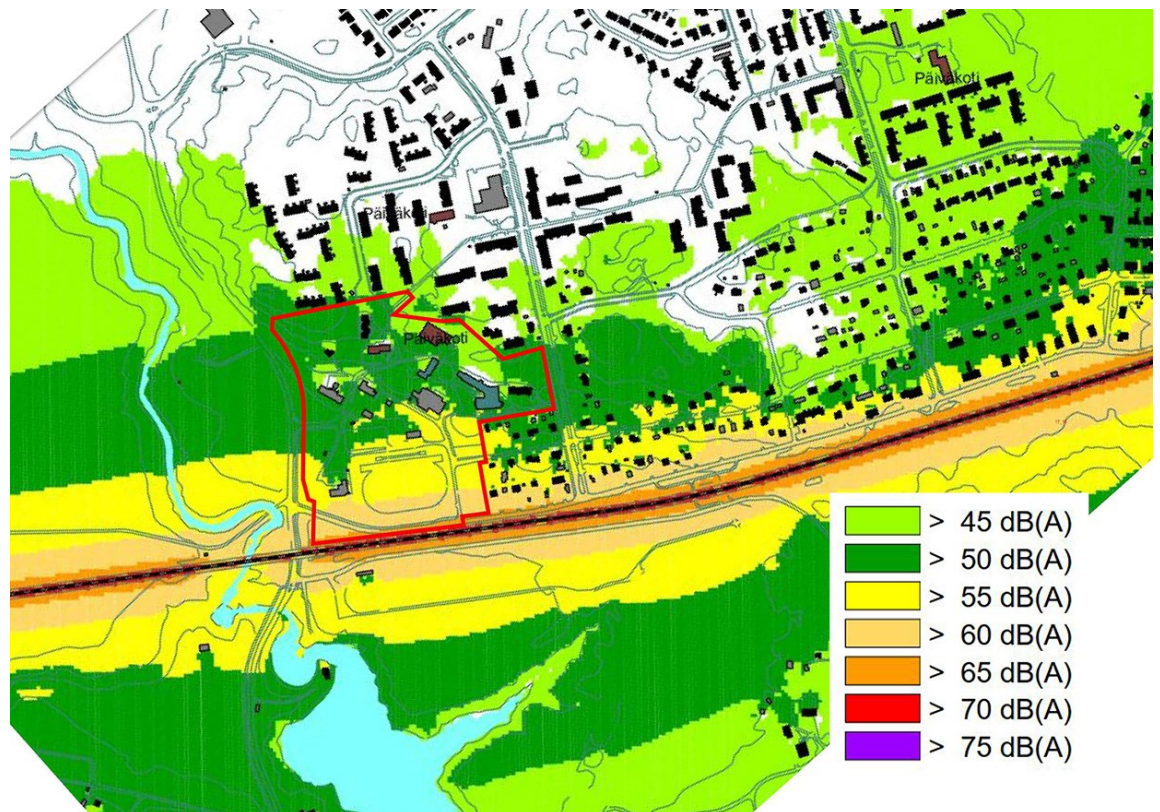 Päiväkoti
Päiväkoti
Päiväkoti
> 45 dB(A)
> 50 dB(A)
> 55 dB(A)
> 60 dB(A)
> 65 dB(A)
> 70 dB(A)
> 75 dB(A)